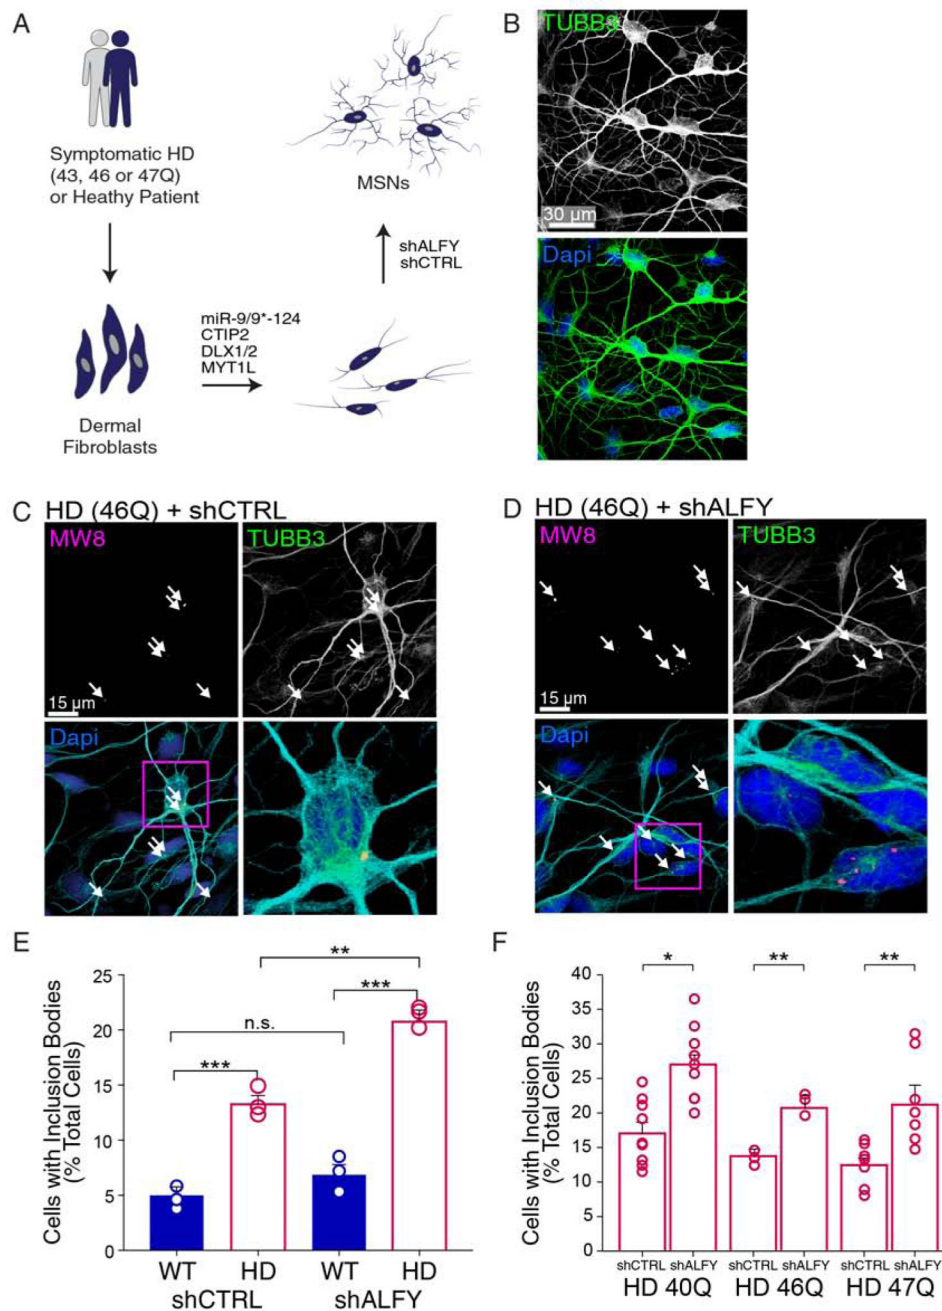 A
Symptomatic HD
(43, 46 or 47Q)
or Heathy Patient
MSNs
shALFY
shCTRL
miR-9/9*-124
CTIP2
DLX1/2
MYT1L
Dermal
Fibroblasts
B
TUBB3
30 µm
Dapi
C HD (46Q) + shCTRL
MW8
TUBB3
15 µm
Dapi
D HD (46Q) + shALFY
MW8
TUBB3
15 µm
Dapi
E
Cells with Inclusion Bodies
(% Total Cells)
25
20
15
10
5
0
**
***
n.s.
***
WT HD WT HD
shCTRL shALFY
F
Cells with Inclusion Bodies
(% Total Cells)
40
35
30
25
20
15
10
5
0
* ** **
shCTRL shALFY shCTRL shALFY shCTRL shALFY
HD 40Q HD 46Q HD 47Q